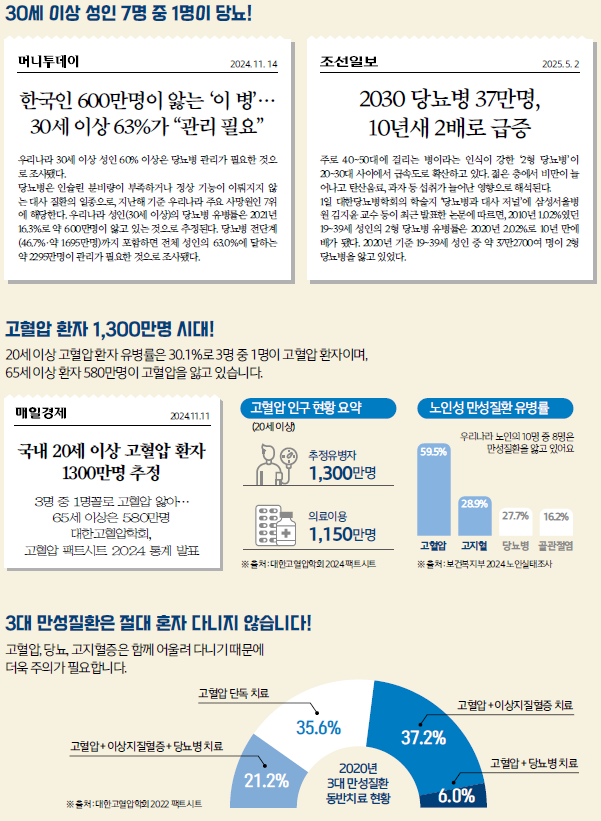 30세 이상 성인 7명 중 1명이 당뇨!
머니투데이
2024. 11. 14
한국인 600만명이 앓는 ‘이 병’…
30세 이상 63%가 “관리 필요”
우리나라 30세 이상 성인 60% 이상은 당뇨병 관리가 필요한 것으
로 조사됐다.
당뇨병은 인슐린 분비량이 부족하거나 정상 기능이 이뤄지지 않
는 대사 질환의 일종으로, 지난해 기준 우리나라 주요 사망원인 7위
에 해당한다. 우리나라 성인(30세 이상)의 당뇨병 유병률은 2021년
16.3%로 약 600만명이 앓고 있는 것으로 추정된다. 당뇨병 전단계
(46.7%·약 1695만명)까지 포함하면 전체 성인의 63.0%에 달하는
약 2295만명이 관리가 필요한 것으로 조사됐다.
조선일보
2025. 5. 2
2030 당뇨병 37만명,
10년새 2배로 급증
주로 40~50대에 걸리는 병이라는 인식이 강한 ‘2형 당뇨병’이
20~30대 사이에서 급속도로 확산하고 있다. 젊은 층에서 비만이 늘
어나고 탄산음료, 과자 등 섭취가 늘어난 영향으로 해석된다.
1일 대한당뇨병학회의 학술지 ‘당뇨병과 대사 저널’에 삼성서울병
원 김지윤 교수 등이 최근 발표한 논문에 따르면, 2010년 1.02%였던
19~39세 성인의 2형 당뇨병 유병률은 2020년 2.02%로 10년 만에
배가 됐다. 2020년 기준 19~39세 성인 중 약 37만2700여 명이 2형
당뇨병을 앓고 있었다.
고혈압 환자 1,300만명 시대!
20세 이상 고혈압 환자 유병률은 30.1%로 3명 중 1명이 고혈압 환자이며,
65세 이상 환자 580만명이 고혈압을 앓고 있습니다.
매일경제
2024.11.11
국내 20세 이상 고혈압 환자
1300만명 추정
3명 중 1명꼴로 고혈압 앓아…
65세 이상은 580만명
대한고혈압학회,
고혈압 팩트시트 2024 통계 발표
고혈압 인구 현황 요약
(20세 이상)
추정유병자
1,300만명
의료이용
1,150만명
※ 출처 : 대한고혈압학회 2024 팩트시트
노인성 만성질환 유병률
우리나라 노인의 10명 중 8명은
만성질환을 앓고 있어요
59.5%
28.9%
27.7%
16.2%
고혈압
고지혈
당뇨병
골관절염
※ 출처 : 보건복지부 2024 노인실태조사
3대 만성질환은 절대 혼자 다니지 않습니다!
고혈압, 당뇨, 고지혈증은 함께 어울려 다니기 때문에
더욱 주의가 필요합니다.
고혈압 단독 치료
35.6%
고혈압 + 이상지질혈증 치료
37.2%
고혈압 + 이상지질혈증 + 당뇨병 치료
21.2%
고혈압 + 당뇨병 치료
6.0%
2020년
3대 만성질환
동반치료 현황
※ 출처 : 대한고혈압학회 2022 팩트시트